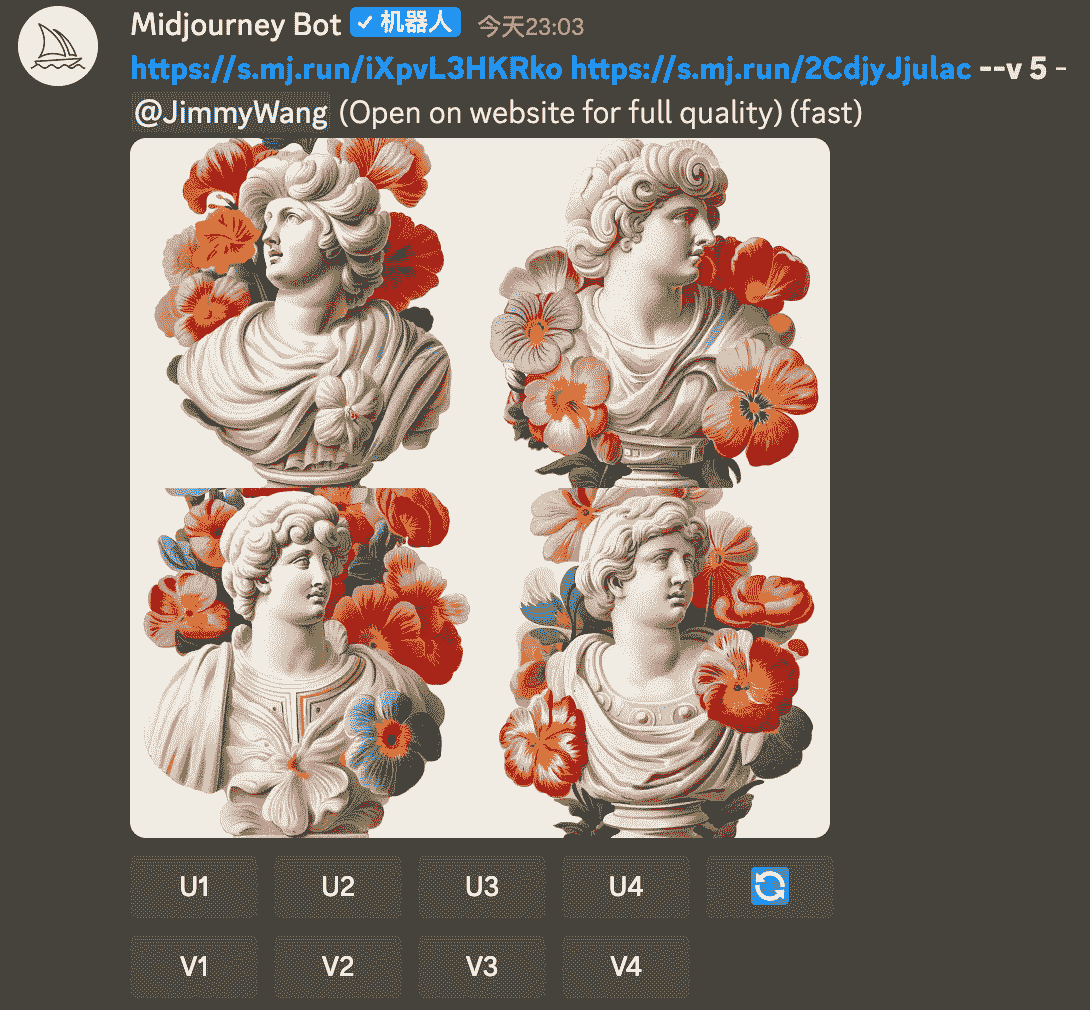 Midjourney Bot ✓ 机器人 今天23:03
https://s.mj.run/iXpvL3HKRko https://s.mj.run/2CdjyJjulac --v 5 -
@JimmyWang (Open on website for full quality) (fast)
U1 U2 U3 U4
V1 V2 V3 V4